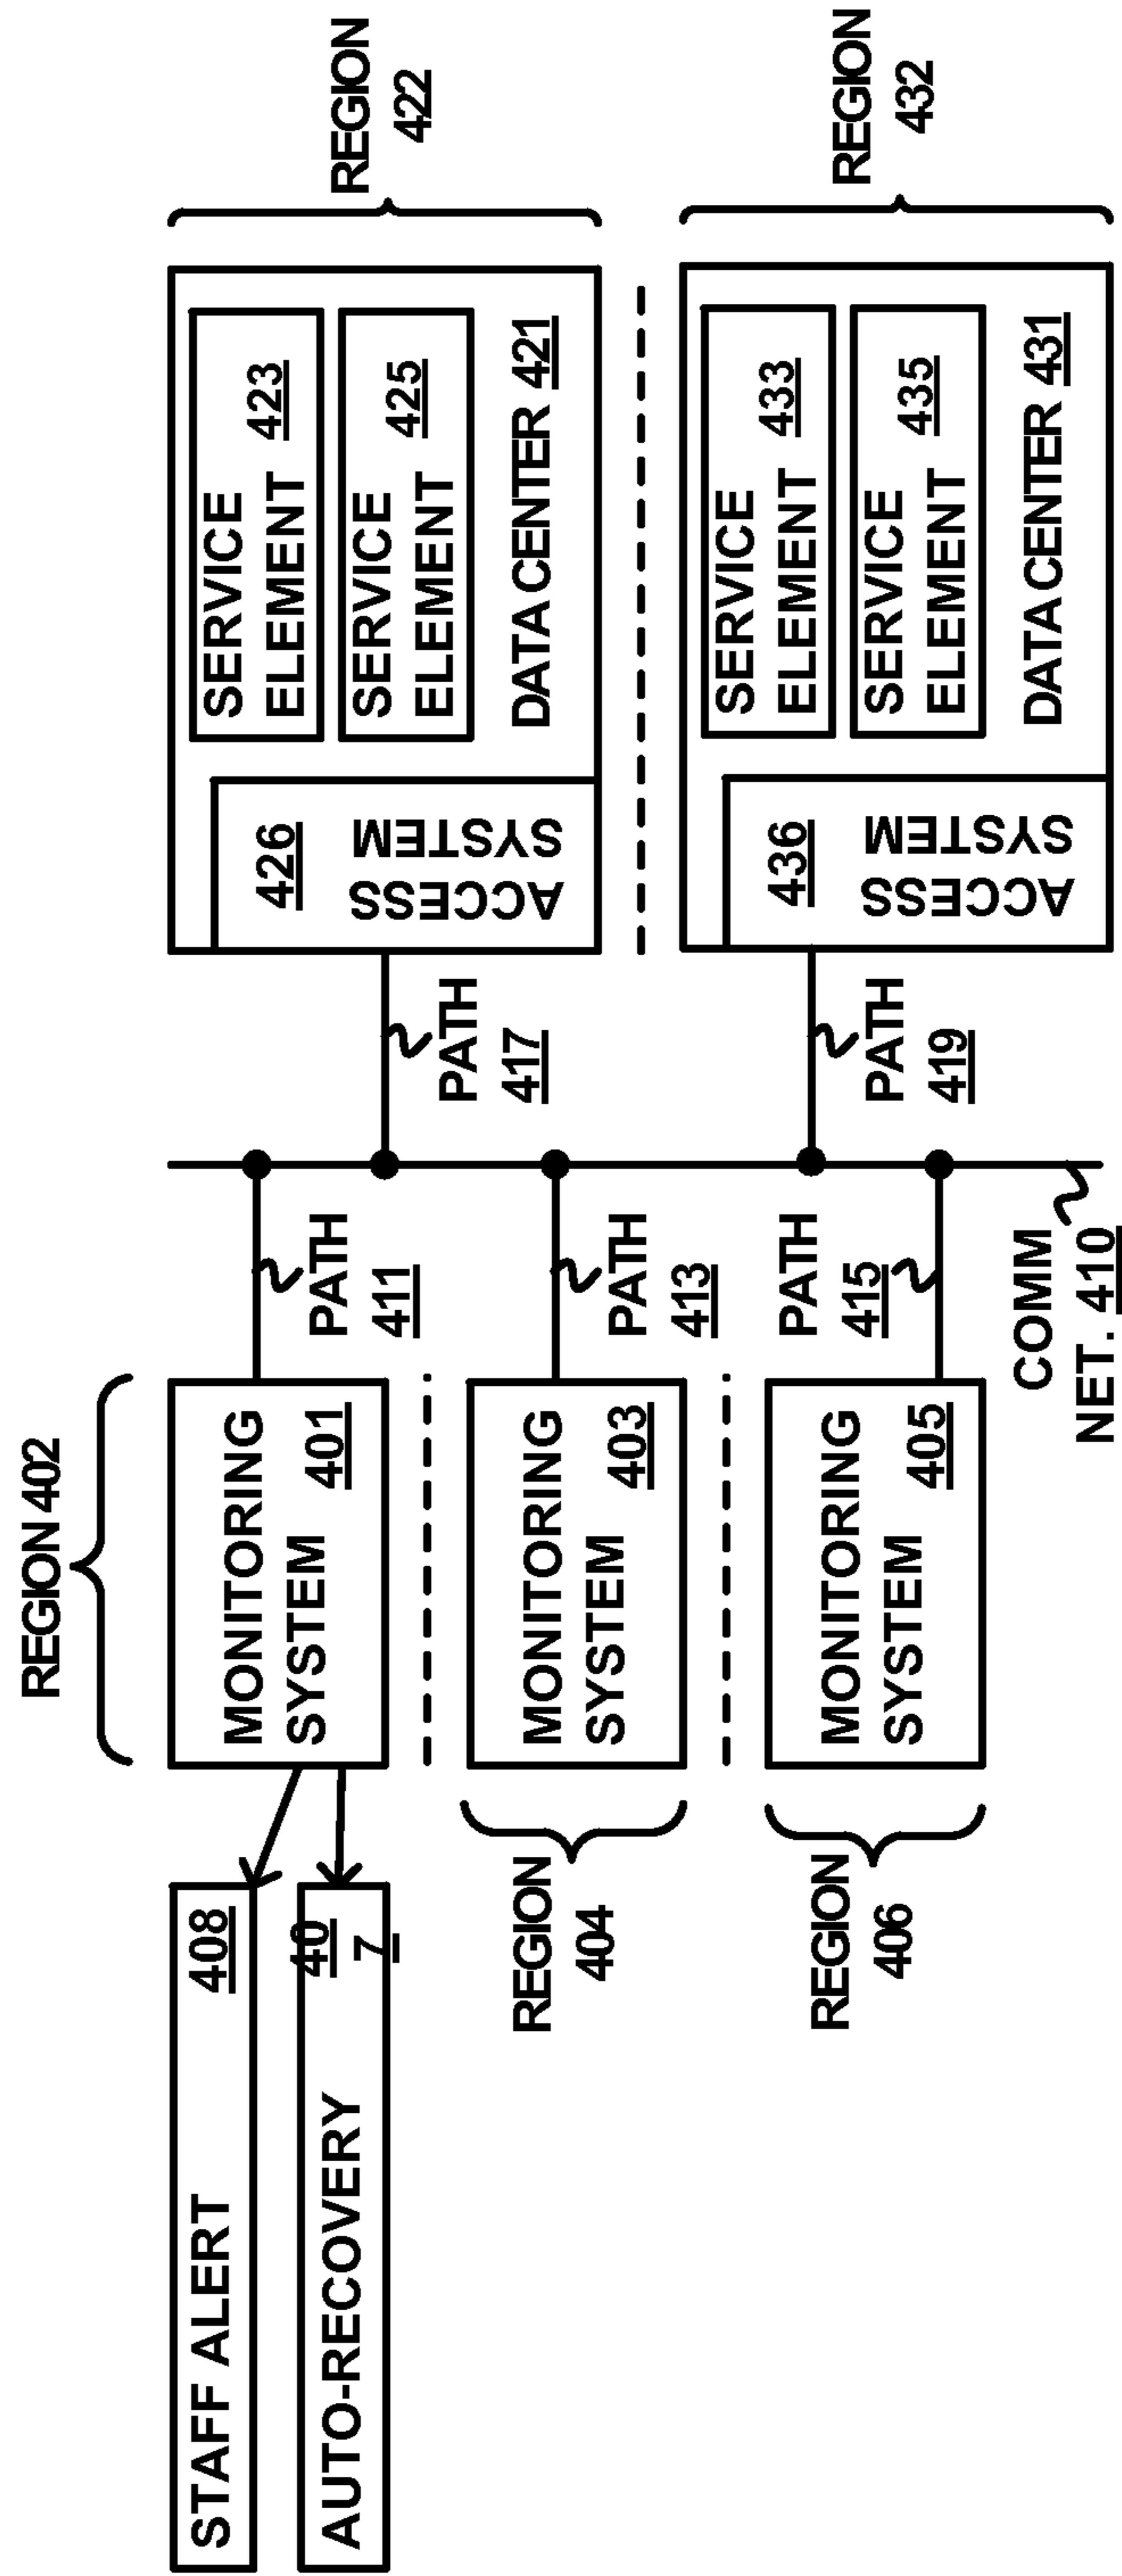 STAFF ALERT 408
AUTO-RECOVERY 40
7
REGION 402
MONITORING
SYSTEM 401
REGION
404
MONITORING
SYSTEM 403
REGION
406
MONITORING
SYSTEM 405
PATH
411
PATH
413
PATH
415
COMM
NET. 410
PATH
417
PATH
419
426
ACCESS
SYSTEM
SERVICE
ELEMENT 423
SERVICE
ELEMENT 425
DATA CENTER 421
REGION
422
436
ACCESS
SYSTEM
SERVICE
ELEMENT 433
SERVICE
ELEMENT 435
DATA CENTER 431
REGION
432